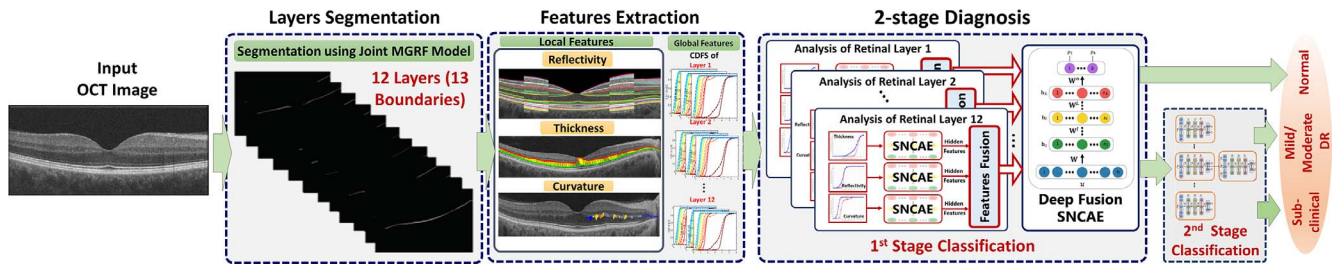 Input
OCT Image
Layers Segmentation
Segmentation using Joint MGRF Model
12 Layers (13
Boundaries)
Features Extraction
Local Features
Reflectivity
Thickness
Curvature
Global Features
CDFS of
Layer 1
Layer 2
Layer 12
2-stage Diagnosis
Analysis of Retinal Layer 1
Analysis of Retinal Layer 2
Analysis of Retinal Layer 12
Thickness
SNCAE
Hidden
Features
Reflectivity
SNCAE
Hidden
Features
Curvature
SNCAE
Hidden
Features
Features Fusion
1st Stage Classification
Deep Fusion
SNCAE
2nd Stage
Classification
Normal
Mild/
Moderate
DR
Sub-
clinical